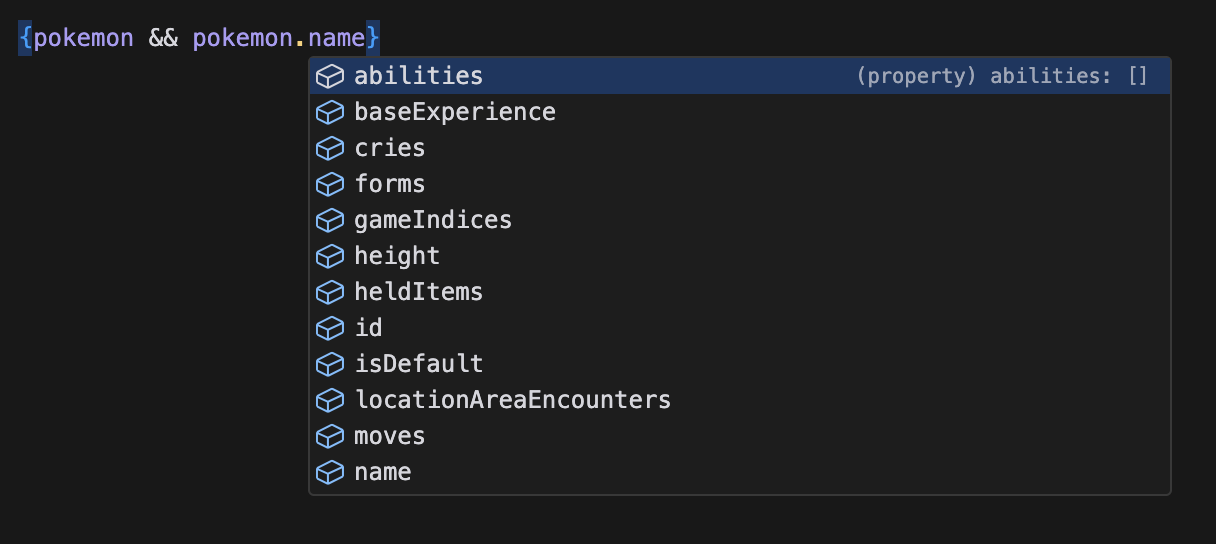 {pokemon && pokemon.name}
abilities (property) abilities: []
baseExperience
cries
forms
gameIndices
height
heldItems
id
isDefault
locationAreaEncounters
moves
name